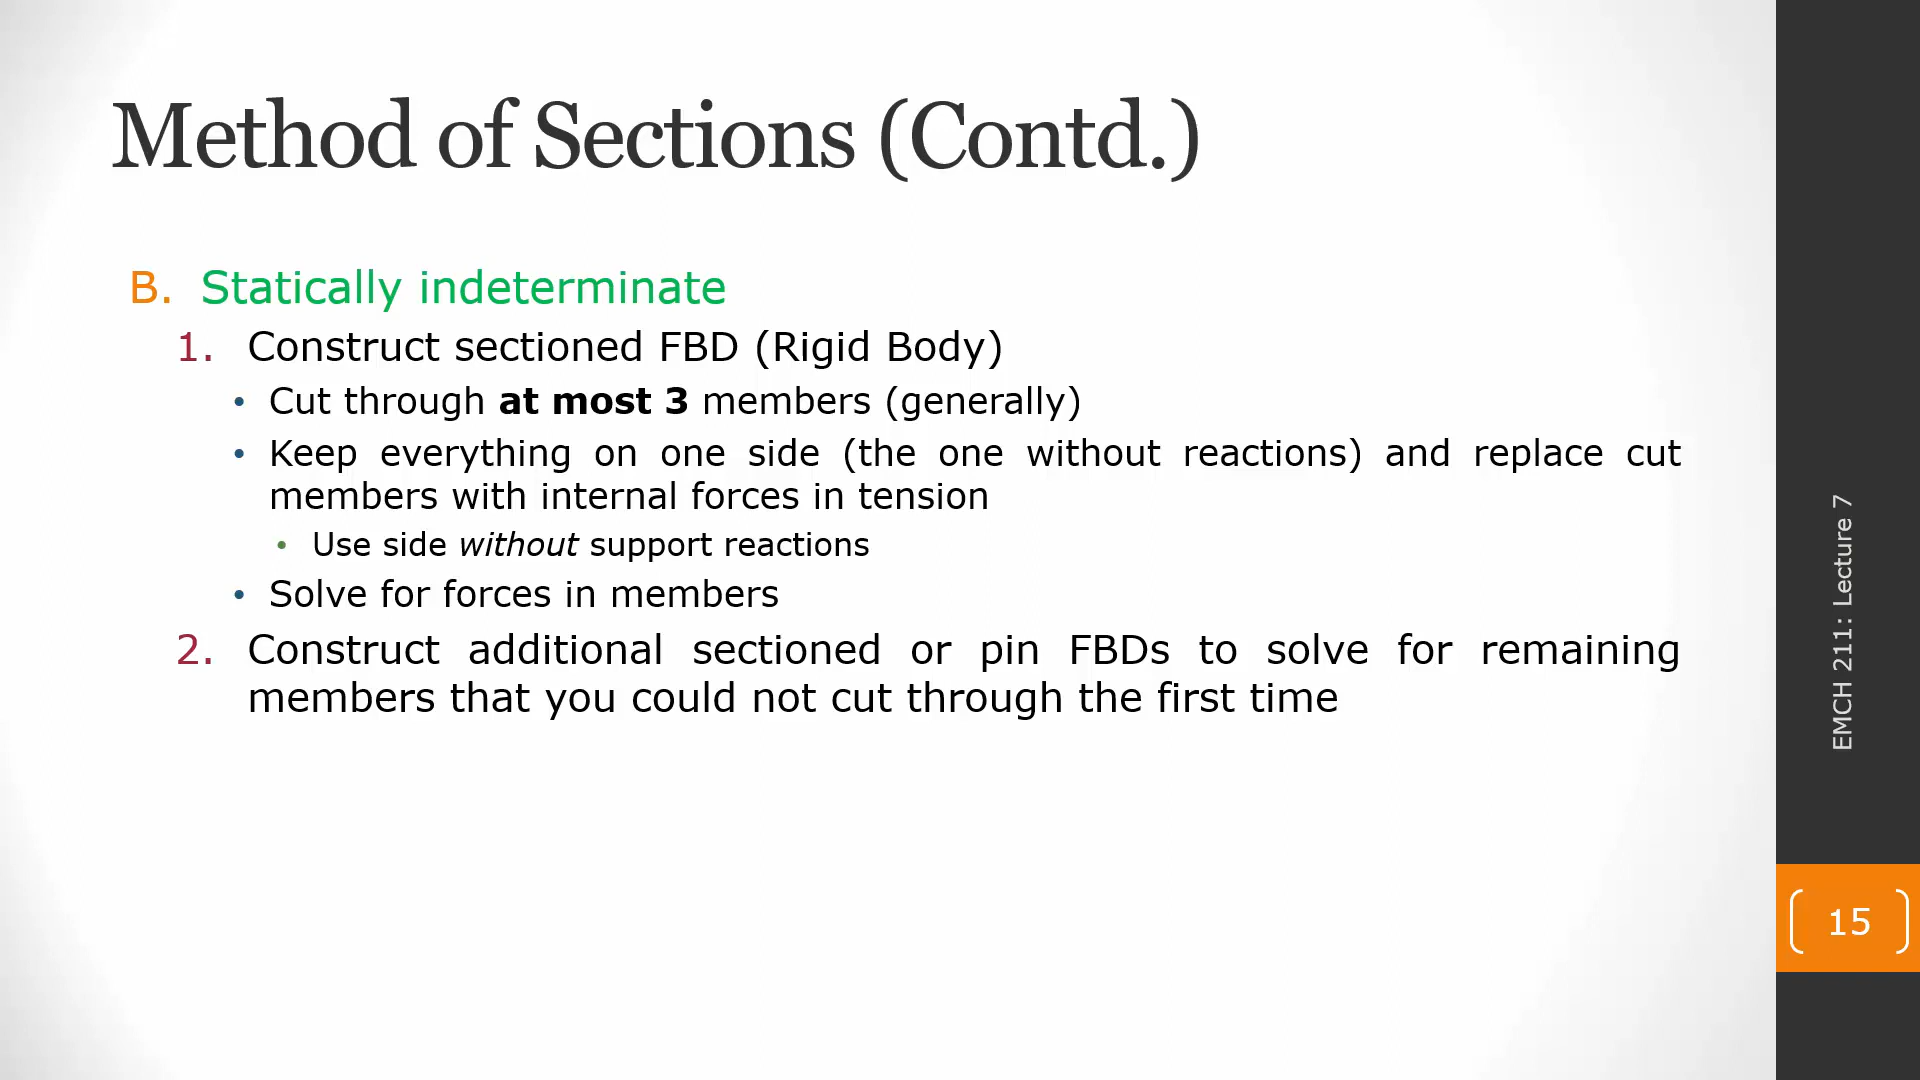 Method of Sections (Contd.)
B. Statically indeterminate
1. Construct sectioned FBD (Rigid Body)
• Cut through at most 3 members (generally)
• Keep everything on one side (the one without reactions) and replace cut
members with internal forces in tension
• Use side without support reactions
• Solve for forces in members
2. Construct additional sectioned or pin FBDs to solve for remaining
members that you could not cut through the first time
EMCH 211: Lecture 7
15